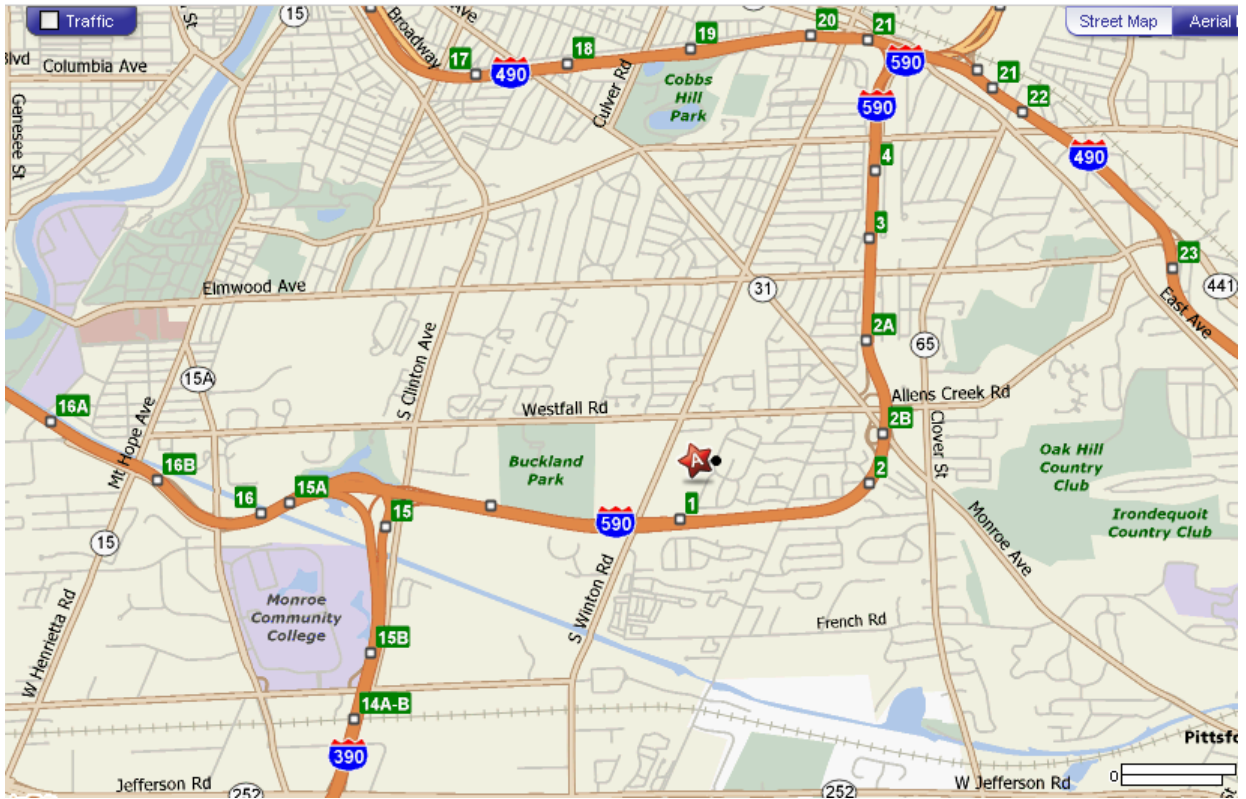 Traffic
15
Broadway
Ave
20
21
Street Map
Aerial
St
Blvd
Columbia Ave
17
490
18
19
590
Culver Rd
Cobbs
Hill
Park
590
21
22
Genesee St
4
490
3
23
Elmwood Ave
31
441
East Ave
2A
65
S Clinton Ave
15A
Allens Creek Rd
Westfall Rd
16A
2B
Clover St
Mt Hope Ave
Buckland
Park
A
Oak Hill
Country
Club
16B
16
15A
2
15
1
590
Irondequoit
Country Club
15
Monroe Ave
Monroe
Community
College
S Winton Rd
French Rd
W Henrietta Rd
15B
14A-B
390
Pittsfo
Jefferson Rd
252
252
W Jefferson Rd
0